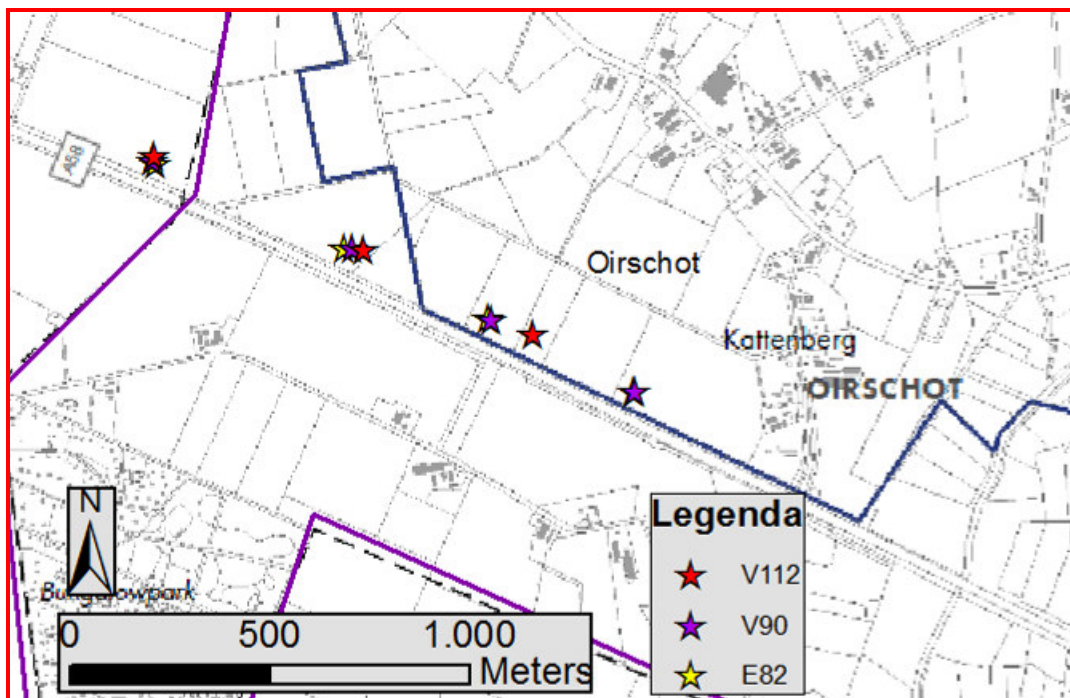 A58
Oirschot
Kattenberg
OIRSCHOT
N
Bungalowpark
0 500 1.000
Meters
Legenda
V112
V90
E82